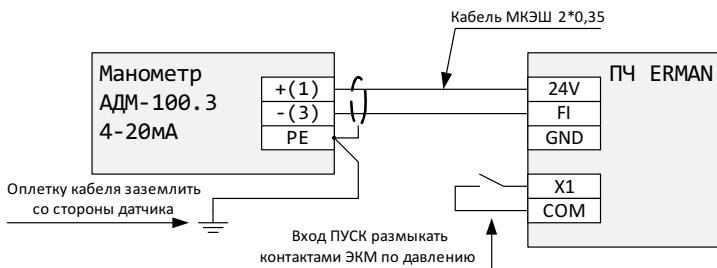 Кабель МКЭШ 2*0,35
Манометр
АДМ-100.3
4-20мА
+(1)
-(3)
PE
ПЧ ERMAN
24V
FI
GND
X1
COM
Оплетку кабеля заземлить
со стороны датчика
Вход ПУСК размыкать
контактами ЭКМ по давлению